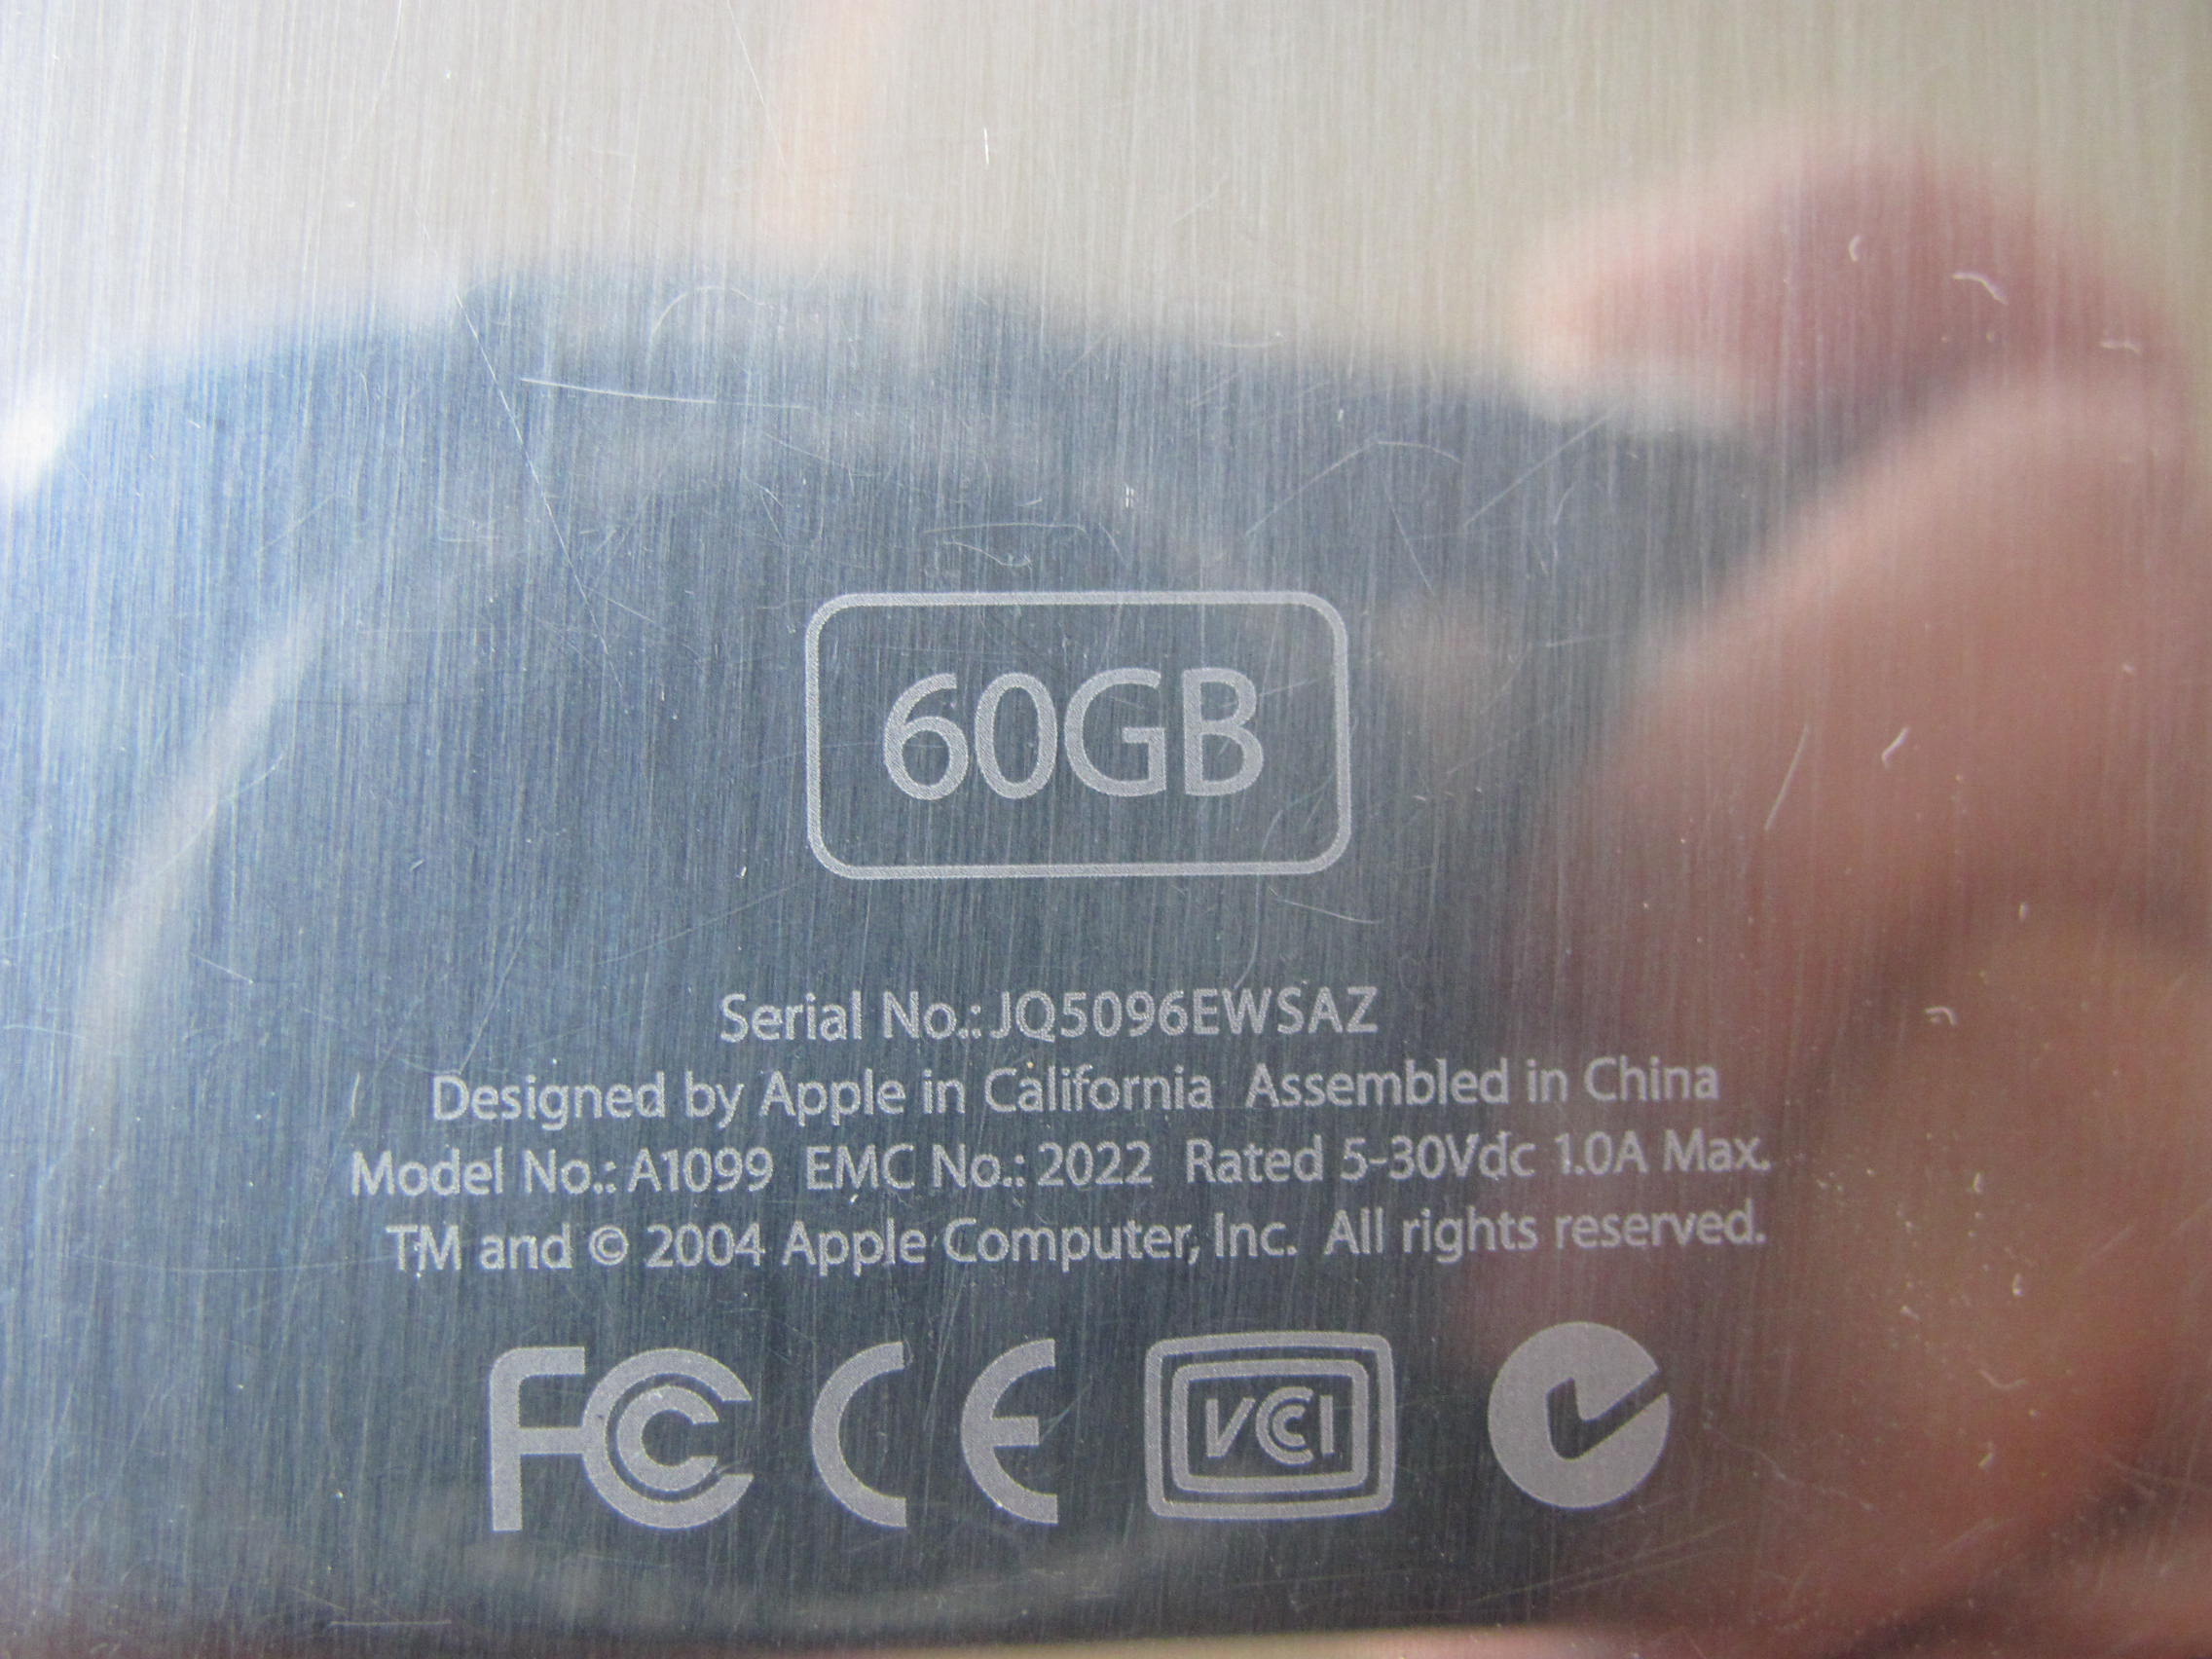 60GB
Serial No.: JQ5096EWSAZ
Designed by Apple in California Assembled in China
Model No.: A1099 EMC No.: 2022 Rated 5-30Vdc 1.0A Max.
TM and © 2004 Apple Computer, Inc. All rights reserved.
FC CE VCCI